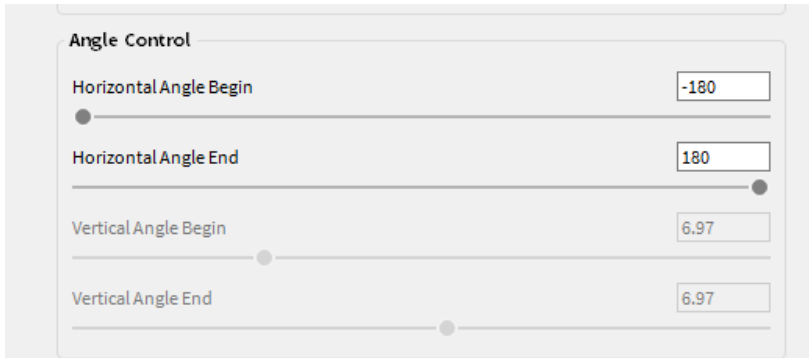 Angle Control
Horizontal Angle Begin -180
Horizontal Angle End 180
Vertical Angle Begin 6.97
Vertical Angle End 6.97